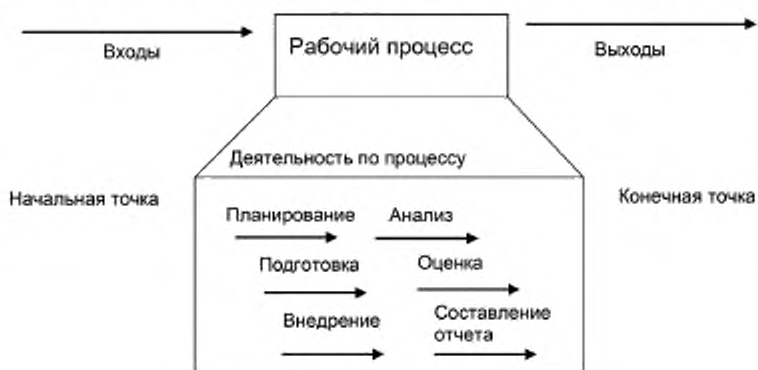 Входы
Рабочий процесс
Выходы
Деятельность по процессу
Начальная точка
Конечная точка
Планирование
Анализ
Подготовка
Оценка
Внедрение
Составление
отчета